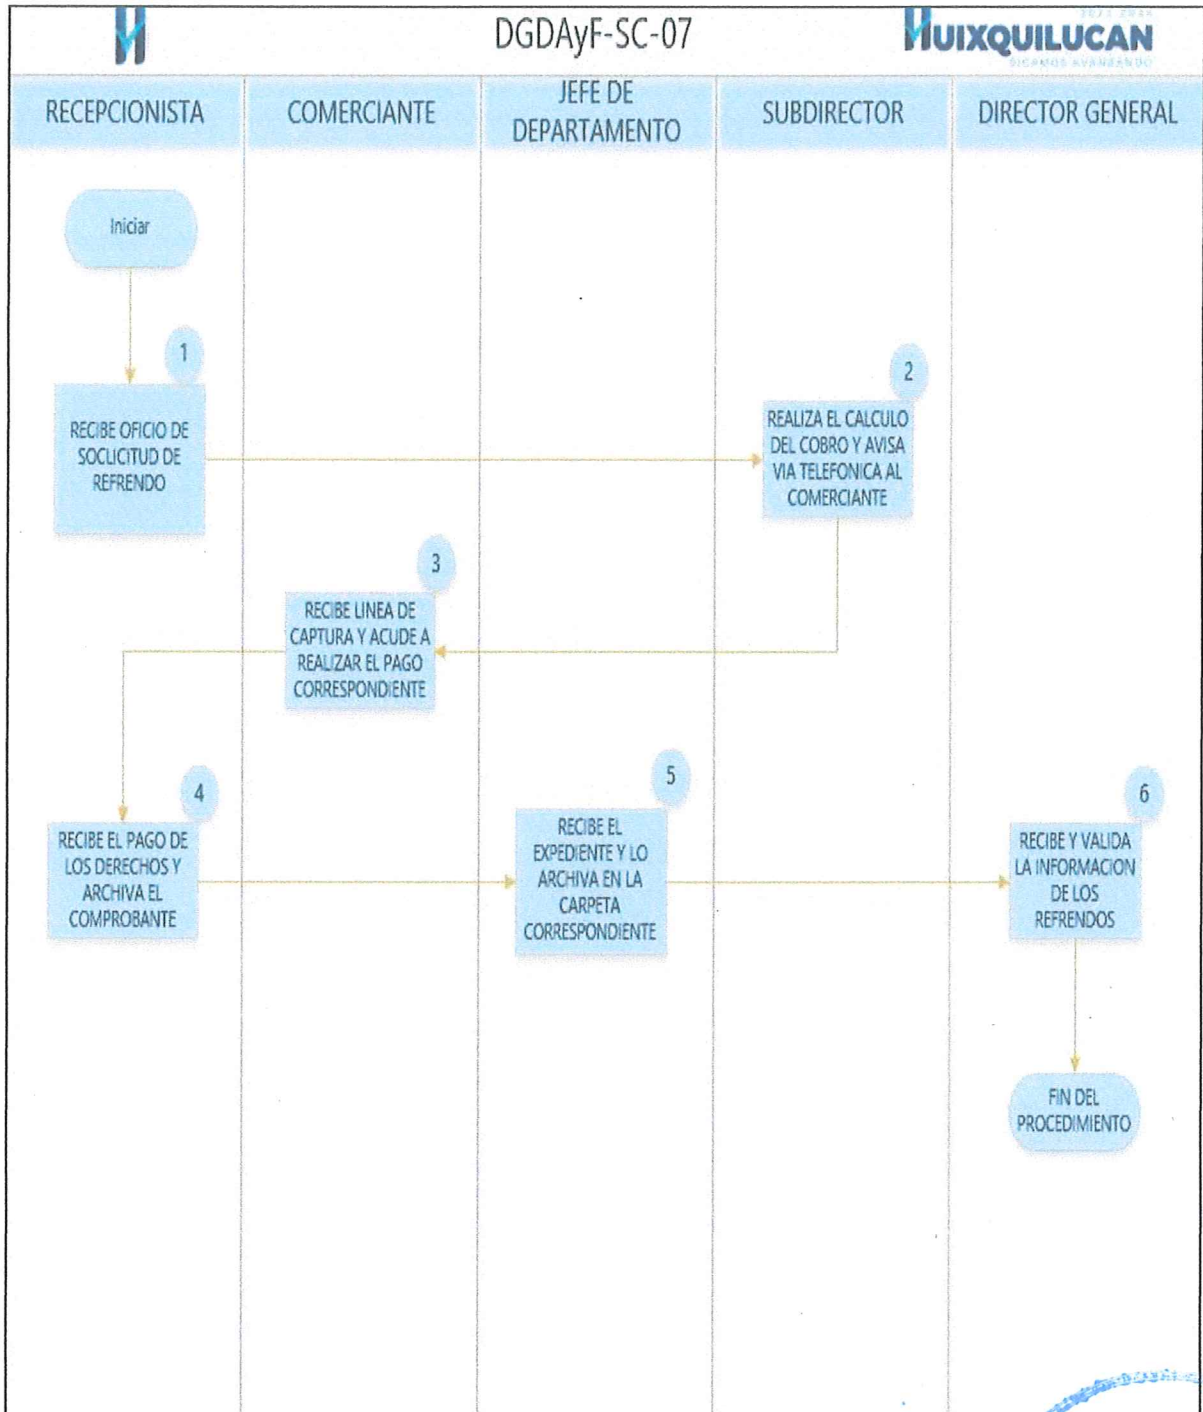 DGDAyF-SC-07
HUIXQUILUCAN
RECEPCIONISTA
COMERCIANTE
JEFE DE
DEPARTAMENTO
SUBDIRECTOR
DIRECTOR GENERAL
Iniciar
1
RECIBE OFICIO DE
SOCLICITUD DE
REFRENDO
2
REALIZA EL CALCULO
DEL COBRO Y AVISA
VIA TELEFONICA AL
COMERCIANTE
3
RECIBE LINEA DE
CAPTURA Y ACUDE A
REALIZAR EL PAGO
CORRESPONDIENTE
4
RECIBE EL PAGO DE
LOS DERECHOS Y
ARCHIVA EL
COMPROBANTE
5
RECIBE EL
EXPEDIENTE Y LO
ARCHIVA EN LA
CARPETA
CORRESPONDIENTE
6
RECIBE Y VALIDA
LA INFORMACION
DE LOS
REFRENDOS
FIN DEL
PROCEDIMIENTO